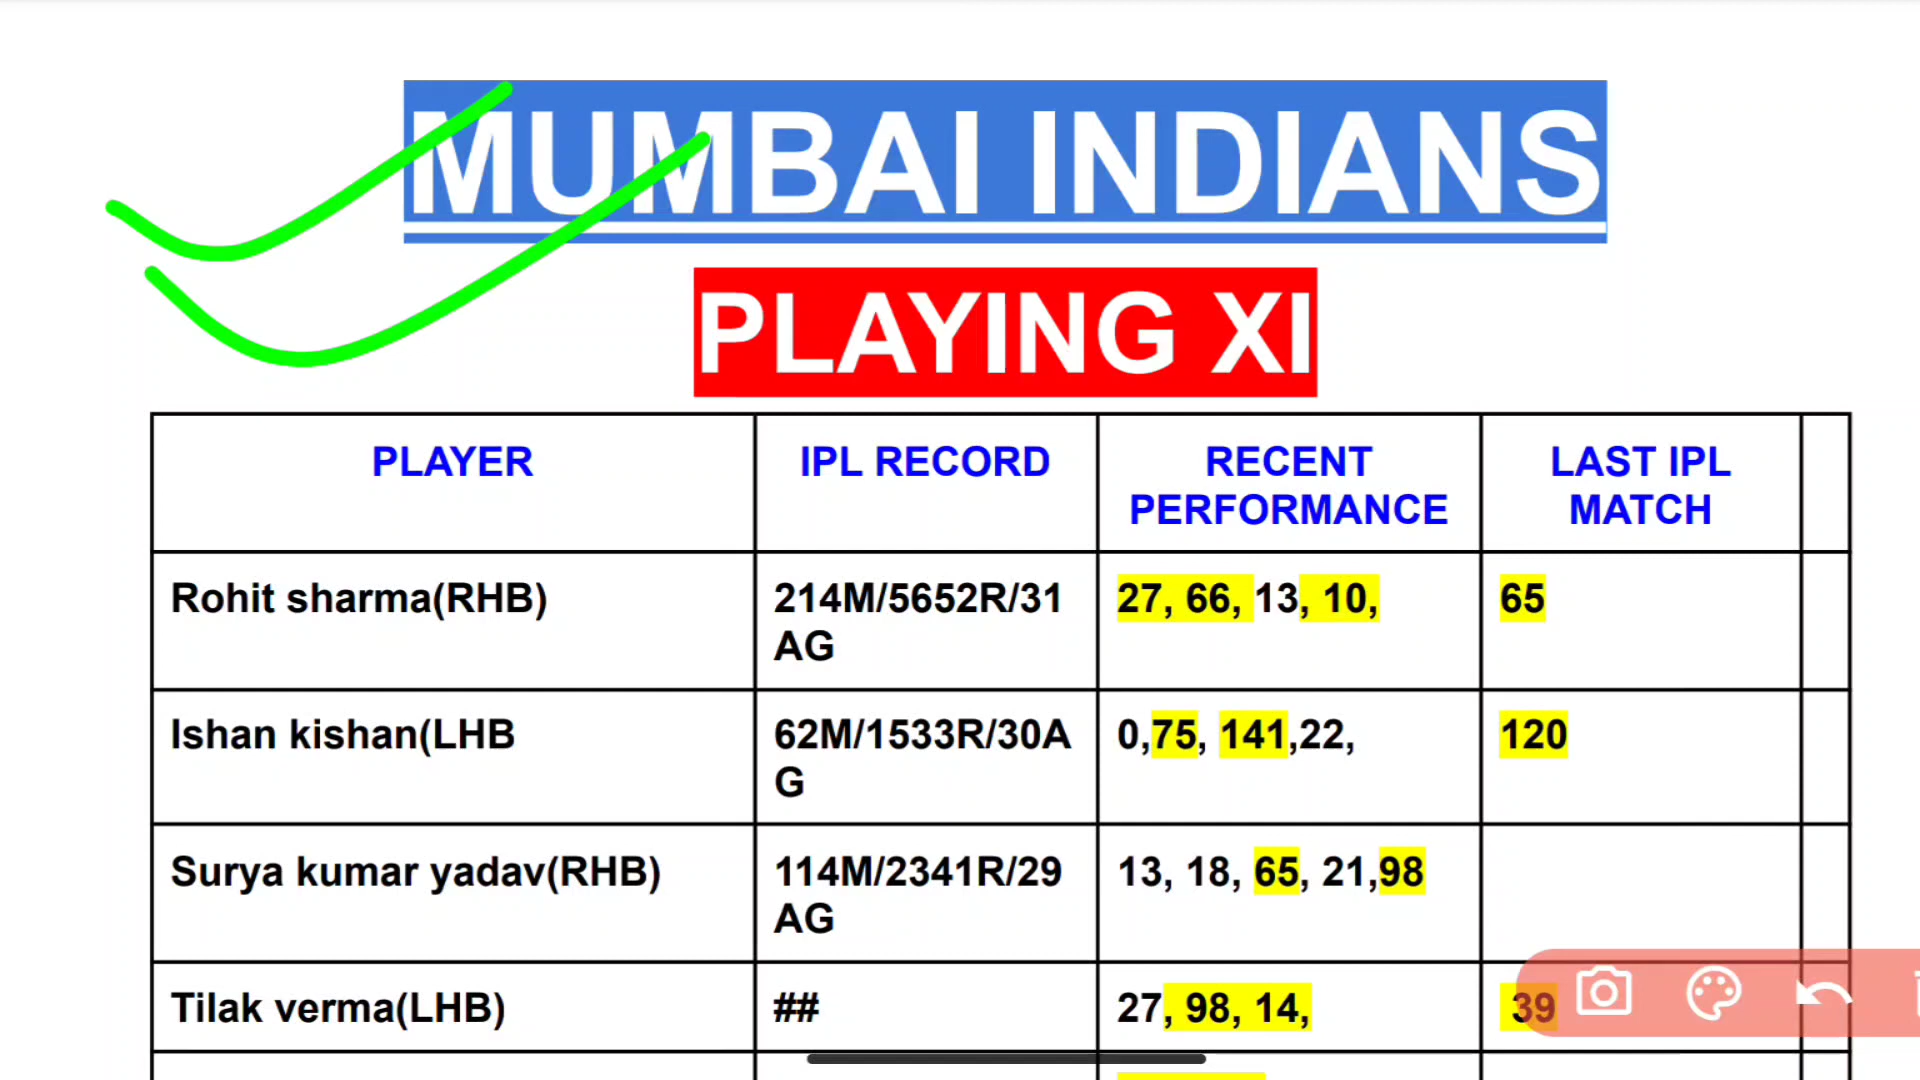 MUMBAI INDIANS
PLAYING XI
PLAYER
IPL RECORD
RECENT
PERFORMANCE
LAST IPL
MATCH
Rohit sharma(RHB)
214M/5652R/31
AG
27, 66, 13, 10,
65
Ishan kishan(LHB
62M/1533R/30A
G
0,75, 141,22,
120
Surya kumar yadav(RHB)
114M/2341R/29
AG
13, 18, 65, 21,98
Tilak verma(LHB)
##
27, 98, 14,
39